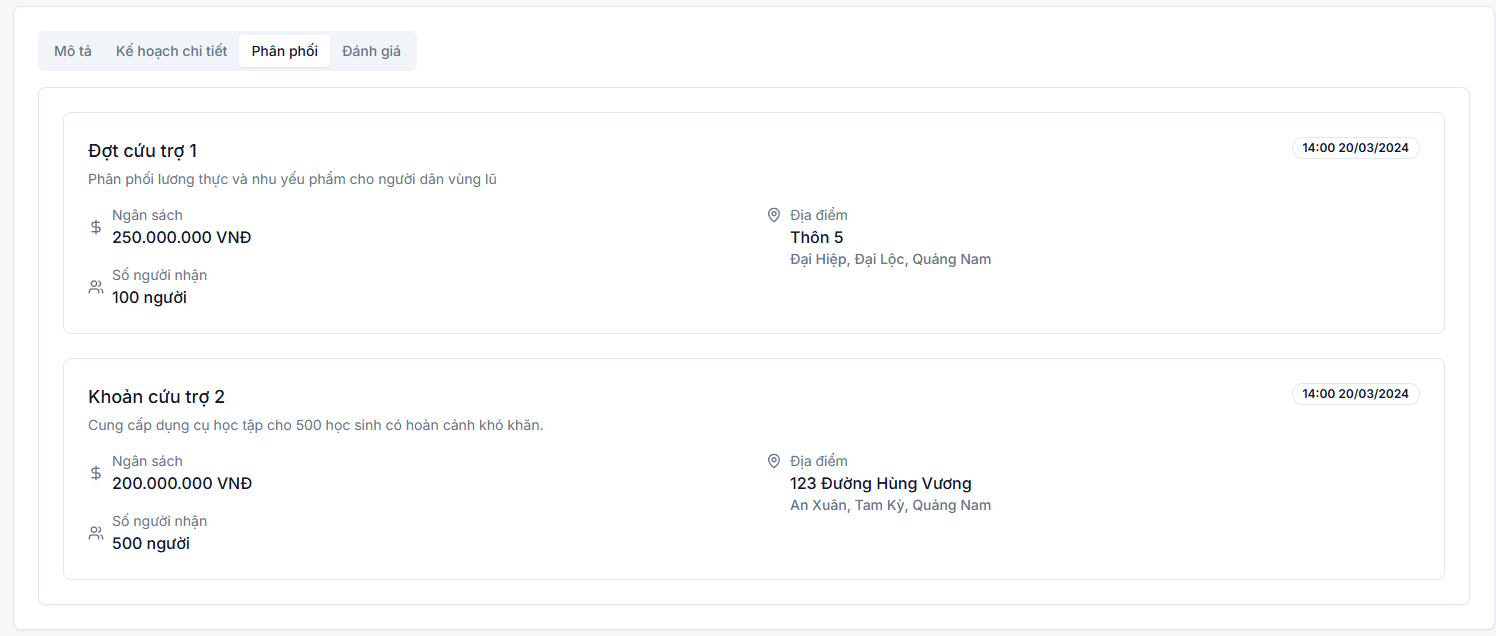 Mô tả
Kế hoạch chi tiết
Phân phối
Đánh giá
Đợt cứu trợ 1
14:00 20/03/2024
Phân phối lương thực và nhu yếu phẩm cho người dân vùng lũ
Ngân sách
250.000.000 VNĐ
Số người nhận
100 người
Địa điểm
Thôn 5
Đại Hiệp, Đại Lộc, Quảng Nam
Khoản cứu trợ 2
14:00 20/03/2024
Cung cấp dụng cụ học tập cho 500 học sinh có hoàn cảnh khó khăn.
Ngân sách
200.000.000 VNĐ
Số người nhận
500 người
Địa điểm
123 Đường Hùng Vương
An Xuân, Tam Kỳ, Quảng Nam